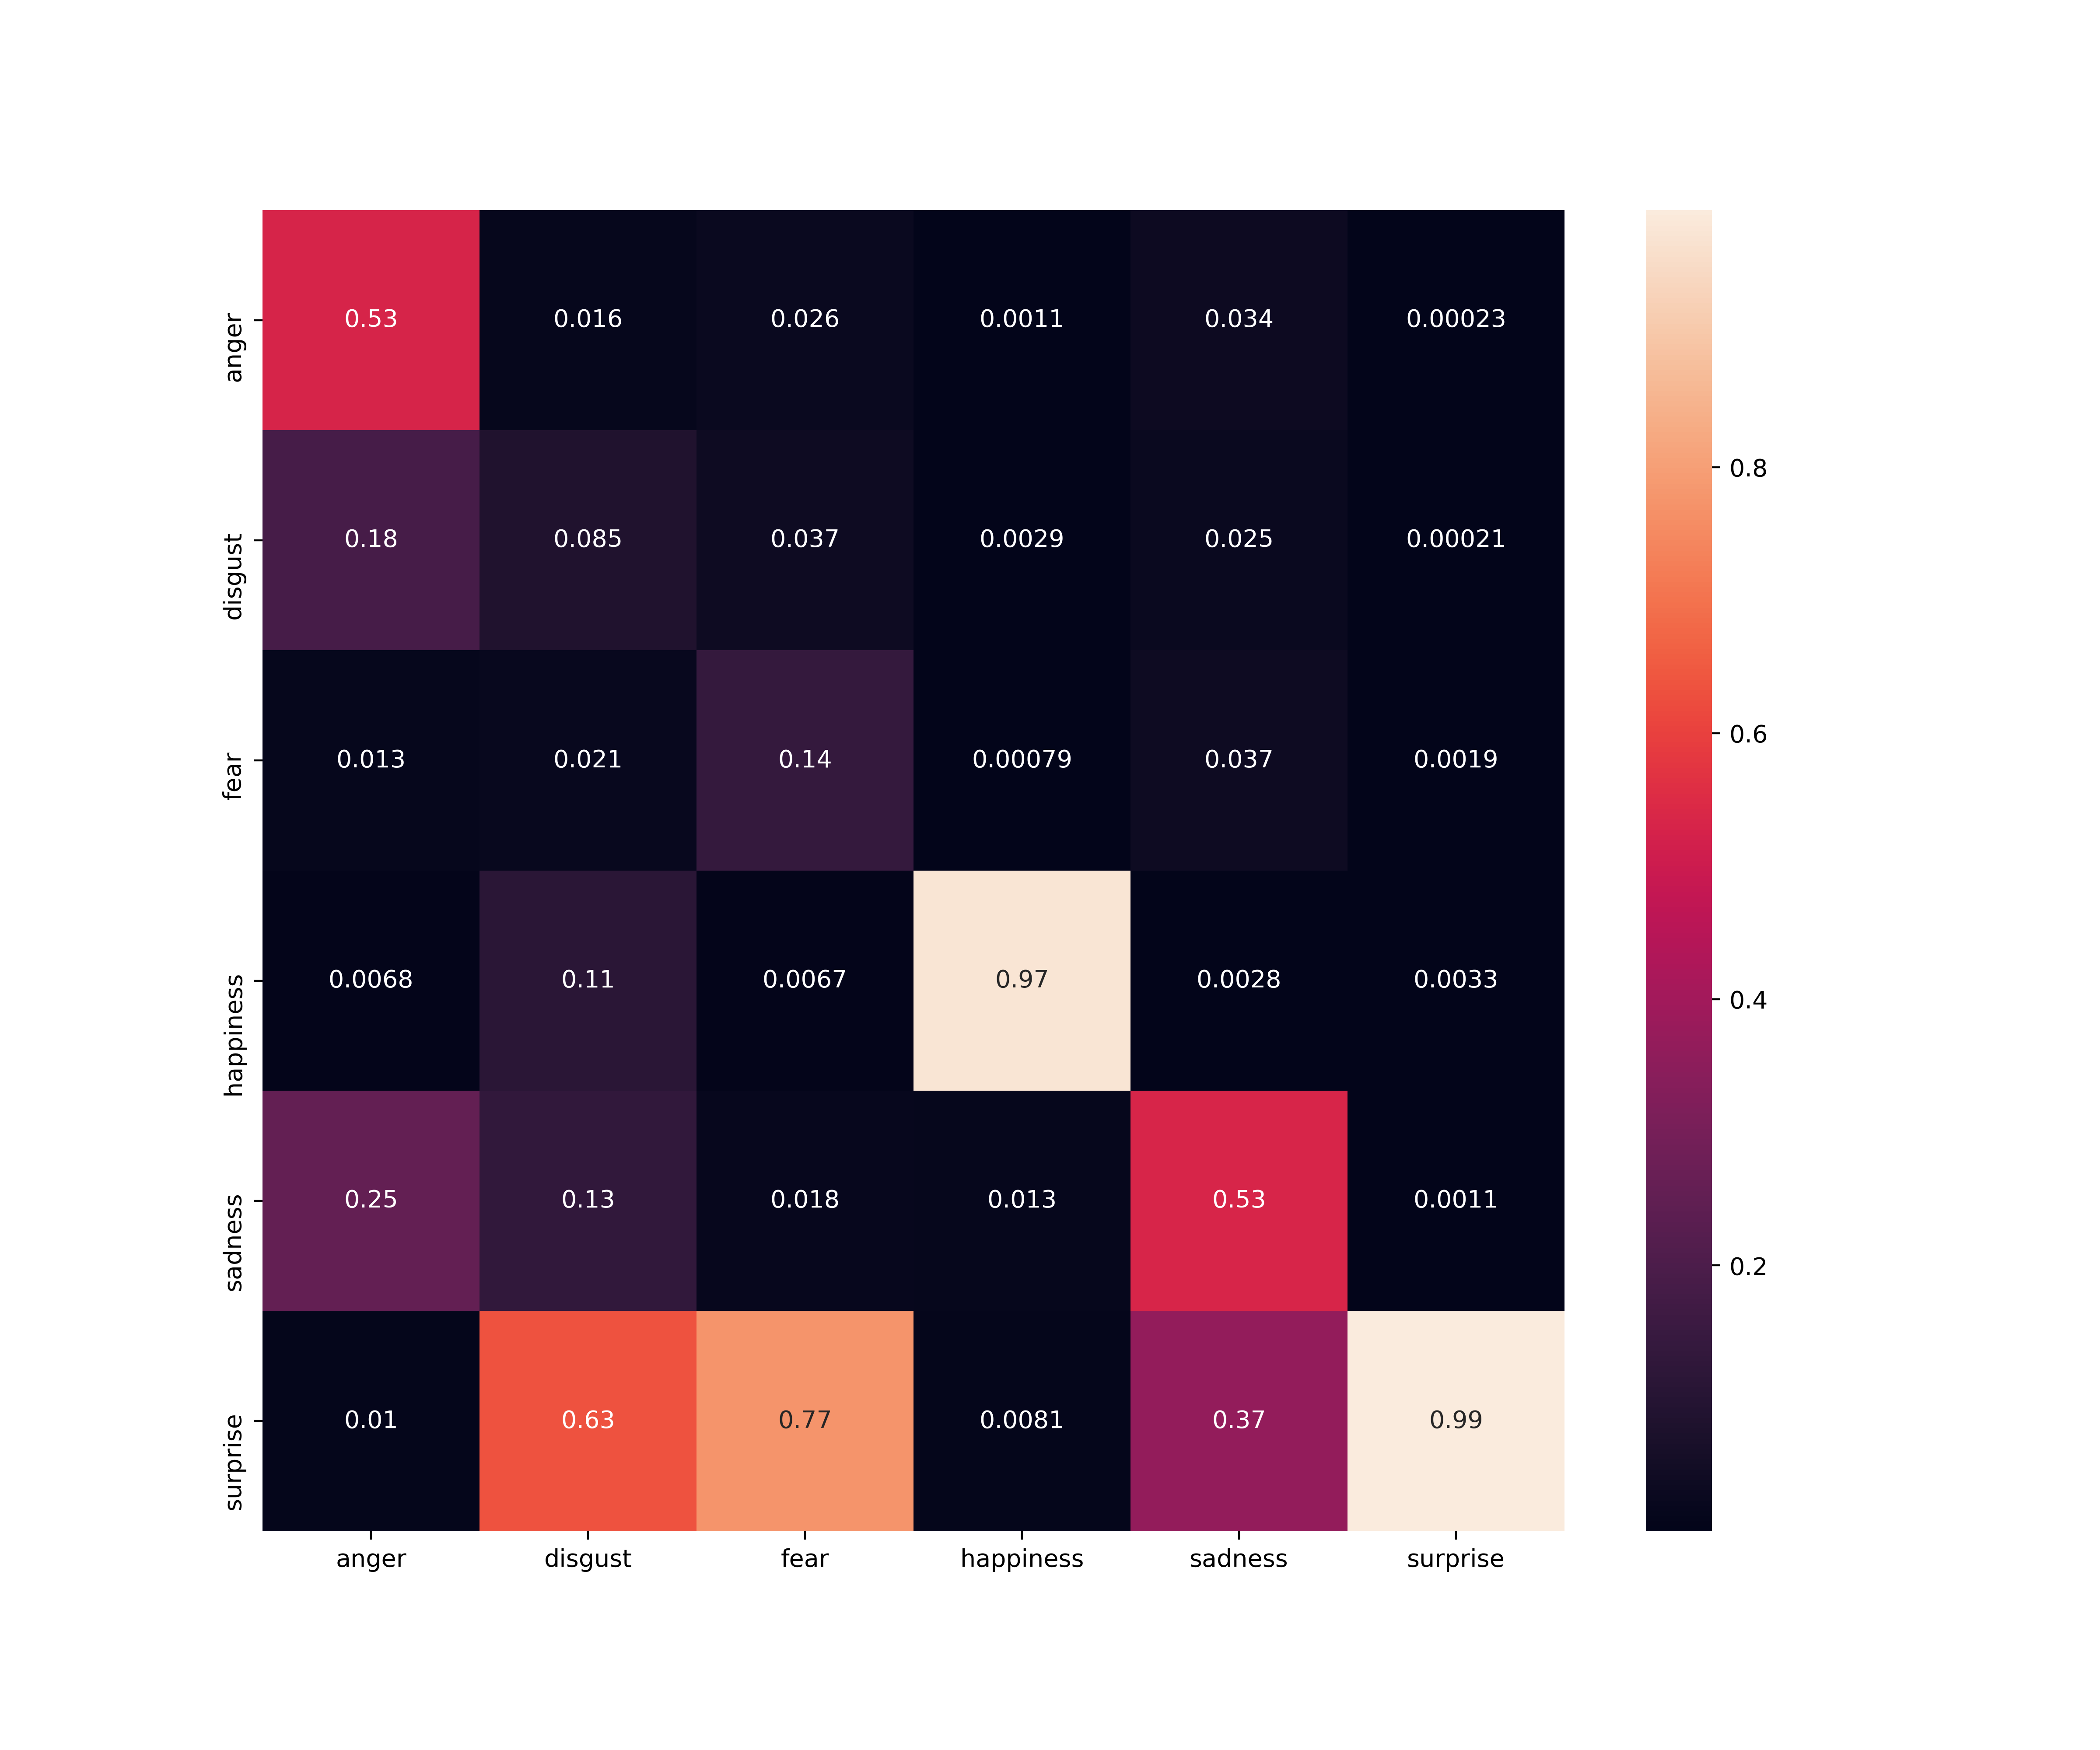 anger 0.53 0.016 0.026 0.0011 0.034 0.00023
disgust 0.18 0.085 0.037 0.0029 0.025 0.00021
fear 0.013 0.021 0.14 0.00079 0.037 0.0019
happiness 0.0068 0.11 0.0067 0.97 0.0028 0.0033
sadness 0.25 0.13 0.018 0.013 0.53 0.0011
surprise 0.01 0.63 0.77 0.0081 0.37 0.99
anger disgust fear happiness sadness surprise
0.8
0.6
0.4
0.2